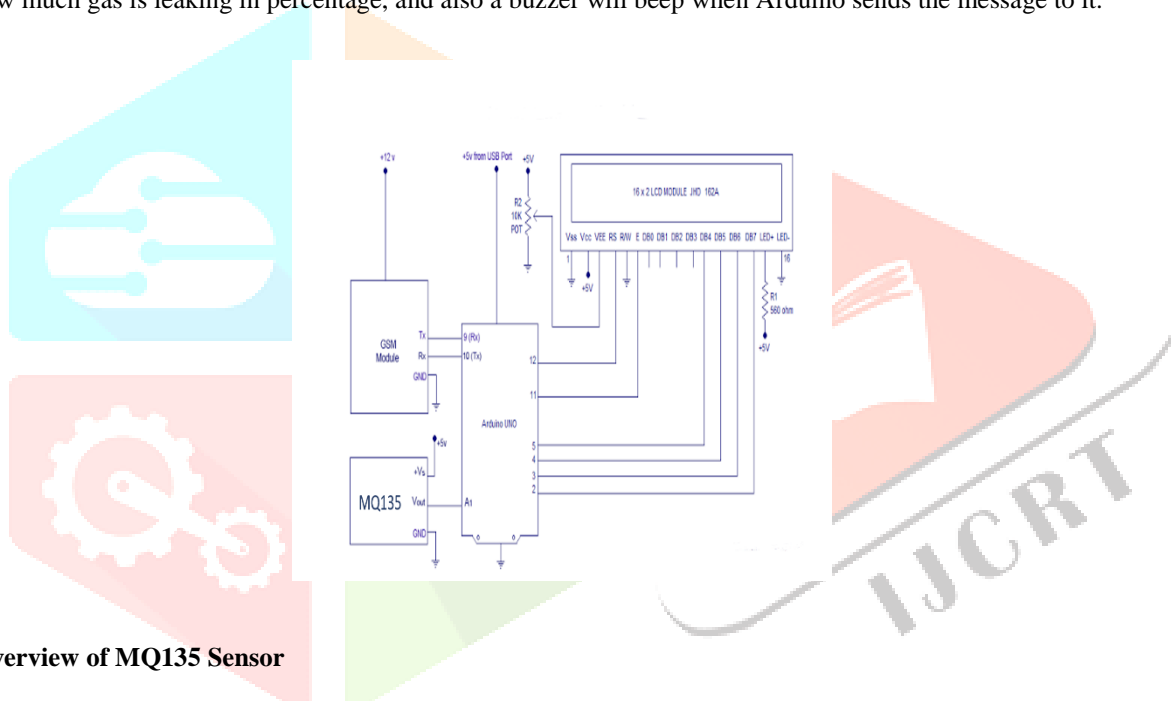 w much gas is leaking in percentage, and also a buzzer will beep when Arduino sends the message to it.
+12 v
+5v from USB Port
+5V
R2
10K
POT
16 x 2 LCD MODULE JHD 162A
Vss Vcc VEE RS R/W E DB0 DB1 DB2 DB3 DB4 DB5 DB6 DB7 LED+ LED-
1
16
+5V
R1
560 ohm
+5V
GSM
Module
Tx
Rx
GND
9 (Rx)
10 (Tx)
12
11
Arduino UNO
5
4
3
2
+5v
MQ135
+Vs
Vout
GND
A1
IJCRT
verview of MQ135 Sensor